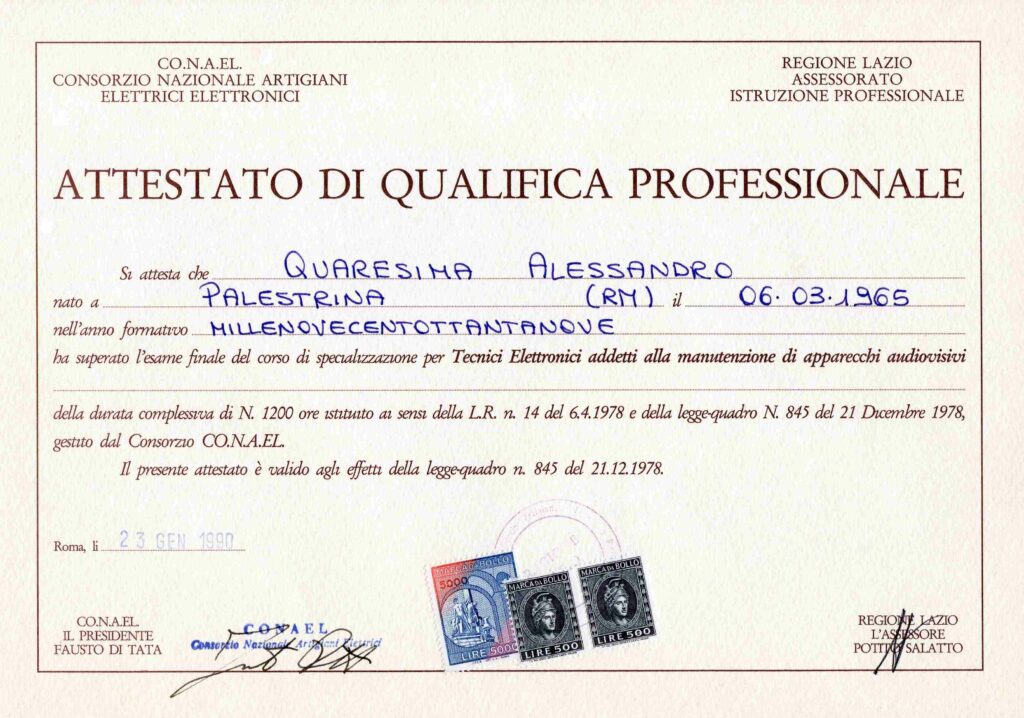 CO.N.A.EL.
CONSORZIO NAZIONALE ARTIGIANI
ELETTRICI ELETTRONICI
REGIONE LAZIO
ASSESSORATO
ISTRUZIONE PROFESSIONALE
ATTESTATO DI QUALIFICA PROFESSIONALE
Si attesta che QUARESIMA ALESSANDRO
nato a PALESTRINA (RM) il 06.03.1965
nell'anno formativo MILLENOVECENTOTTANTANOVE
ha superato l'esame finale del corso di specializzazione per Tecnici Elettronici addetti alla manutenzione di apparecchi audiovisivi
della durata complessiva di N. 1200 ore istituito ai sensi della L.R. n. 14 del 6.4.1978 e della legge-quadro N. 845 del 21 Dicembre 1978,
gestito dal Consorzio CO.N.A.EL.
Il presente attestato è valido agli effetti della legge-quadro n. 845 del 21.12.1978.
Roma, li 23 GEN 1990
MARCA DA BOLLO
5000
LIRE 5000
MARCA DA BOLLO
LIRE 500
MARCA DA BOLLO
LIRE 500
CO.N.A.EL.
IL PRESIDENTE
FAUSTO DI TATA
CONAEL
Consorzio Nazionale Artigiani Elettrici
REGIONE LAZIO
L'ASSESSORE
POTITO SALATTO